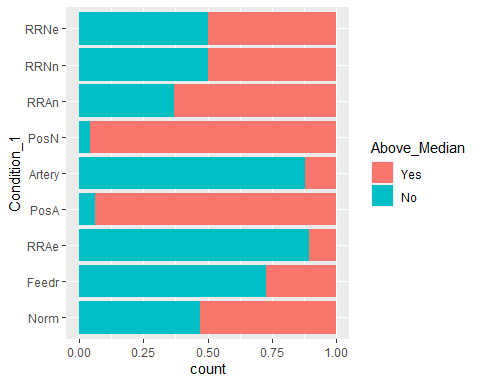 RRNe
RRNn
RRAn
PosN
Artery
PosA
RRAe
Feedr
Norm
Condition_1
0.00 0.25 0.50 0.75 1.00
count
Above_Median
Yes
No